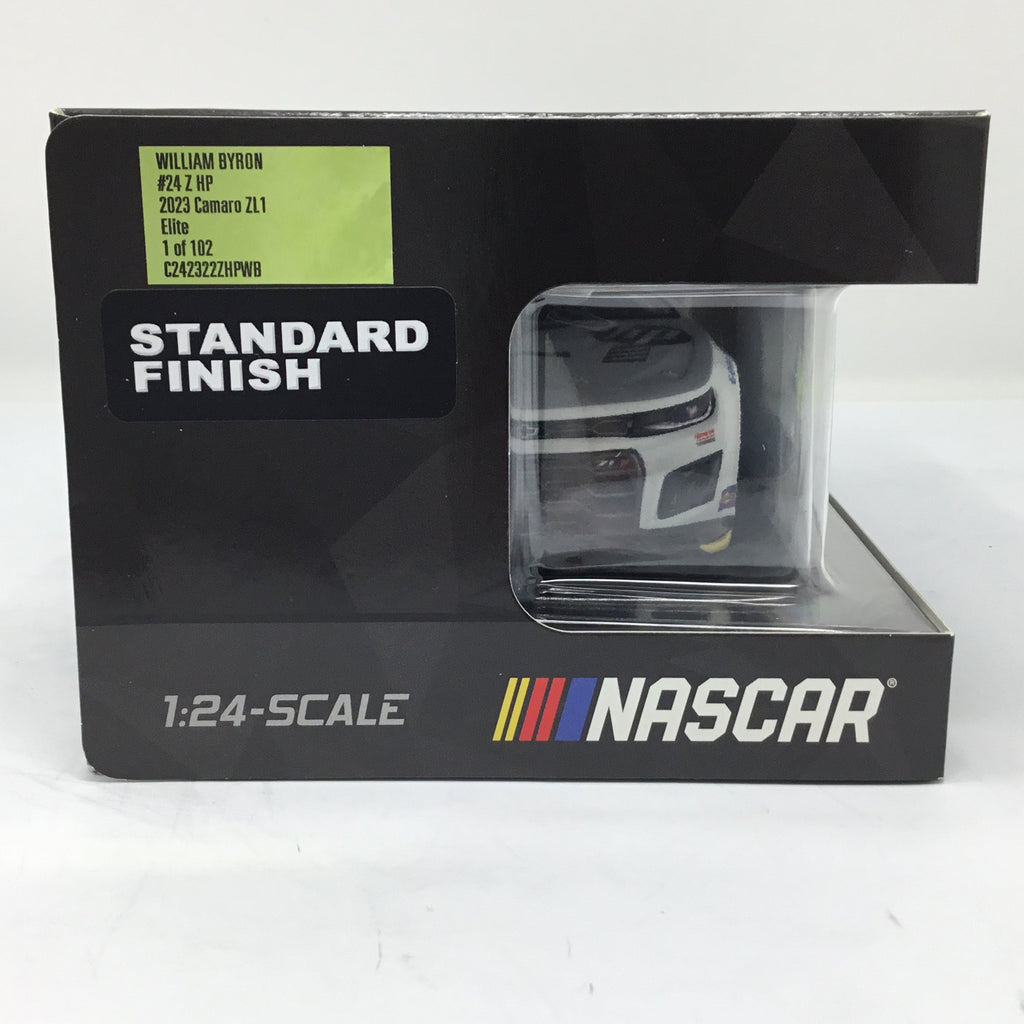 WILLIAM BYRON
#24 Z HP
2023 Camaro ZL1
Elite
1 of 102
C242322ZHPWB
STANDARD
FINISH
1:24-SCALE
NASCAR®